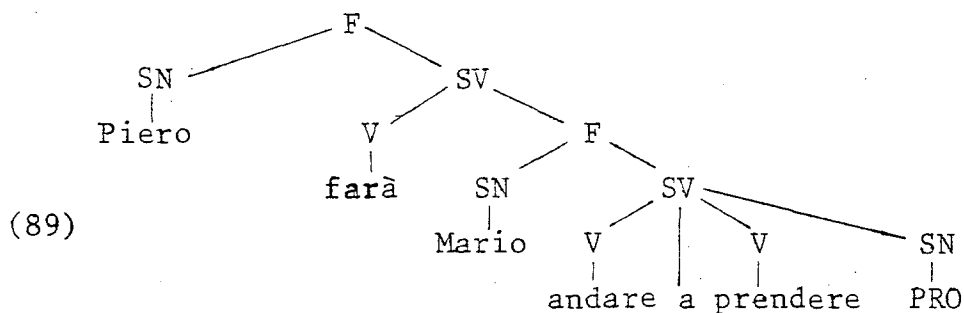 F
SN SV
Piero V F
farà SN SV
(89)
Mario V V SN
andare a prendere PRO